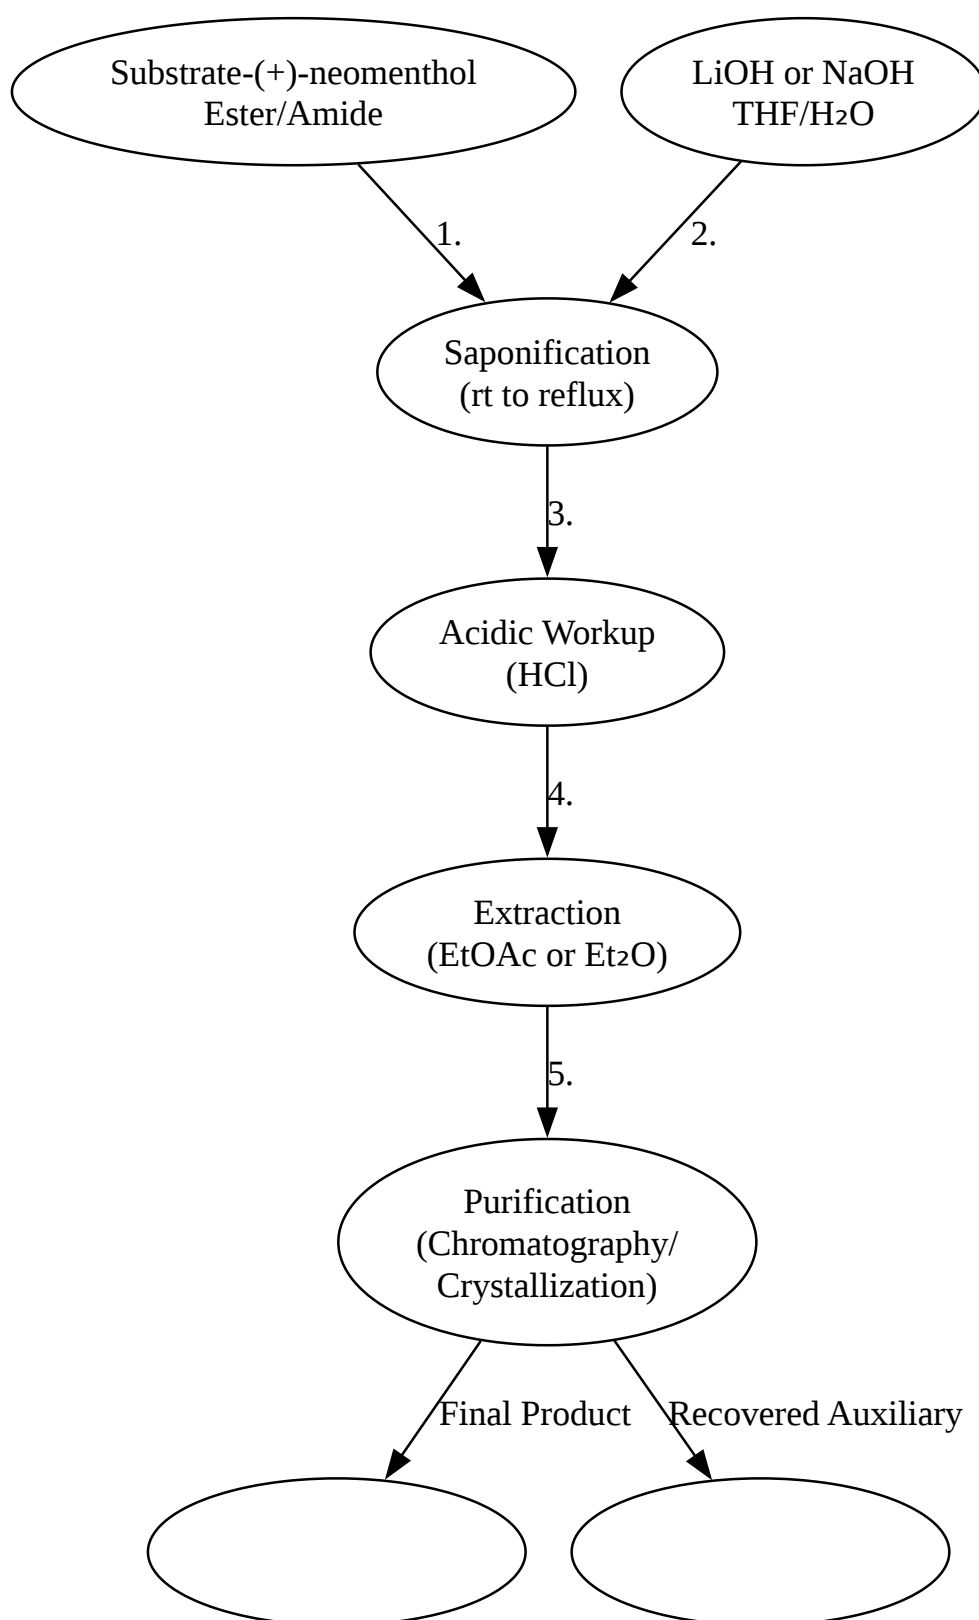 Substrate-(+)-neomenthol
Ester/Amide
LiOH or NaOH
THF/H₂O
1.
2.
Saponification
(rt to reflux)
3.
Acidic Workup
(HCl)
4.
Extraction
(EtOAc or Et₂O)
5.
Purification
(Chromatography/
Crystallization)
Final Product
Recovered Auxiliary